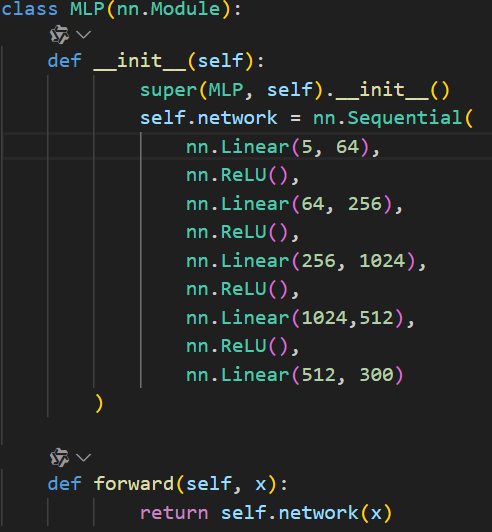 class MLP(nn.Module):
def __init__(self):
super(MLP, self).__init__()
self.network = nn.Sequential(
nn.Linear(5, 64),
nn.ReLU(),
nn.Linear(64, 256),
nn.ReLU(),
nn.Linear(256, 1024),
nn.ReLU(),
nn.Linear(1024,512),
nn.ReLU(),
nn.Linear(512, 300)
)
def forward(self, x):
return self.network(x)